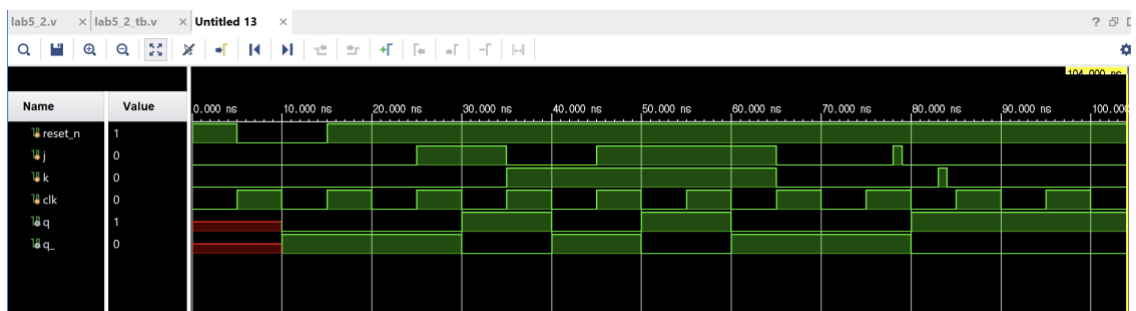 lab5_2.v × lab5_2_tb.v × Untitled 13 ×
?
104.000 ns
Name Value 0.000 ns 10.000 ns 20.000 ns 30.000 ns 40.000 ns 50.000 ns 60.000 ns 70.000 ns 80.000 ns 90.000 ns 100.000
reset_n 1
j 0
k 0
clk 0
q 1
q_ 0